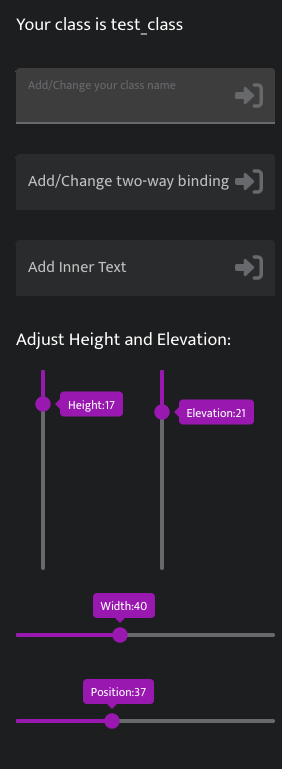 Your class is test_class
Add/Change your class name
Add/Change two-way binding
Add Inner Text
Adjust Height and Elevation:
Height:17
Elevation:21
Width:40
Position:37